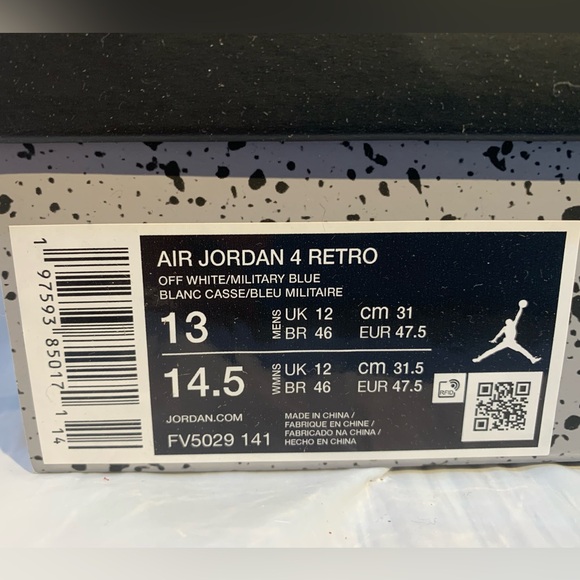 AIR JORDAN 4 RETRO
OFF WHITE/MILITARY BLUE
BLANC CASSE/BLEU MILITAIRE
13 MENS UK 12 cm 31
BR 46 EUR 47.5
14.5 WMNS UK 12 cm 31.5
BR 46 EUR 47.5
RFID
JORDAN.COM
FV5029 141
MADE IN CHINA /
FABRIQUE EN CHINE /
FABRICADO NA CHINA /
HECHO EN CHINA
1 97593 85017 1 14